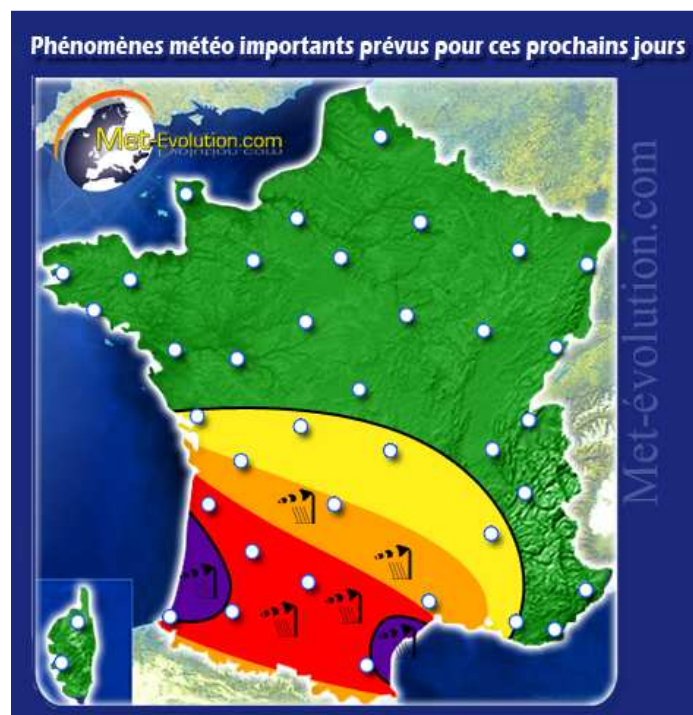 Phénomènes météo importants prévus pour ces prochains jours
Met-Evolution.com
Met-évolution.com